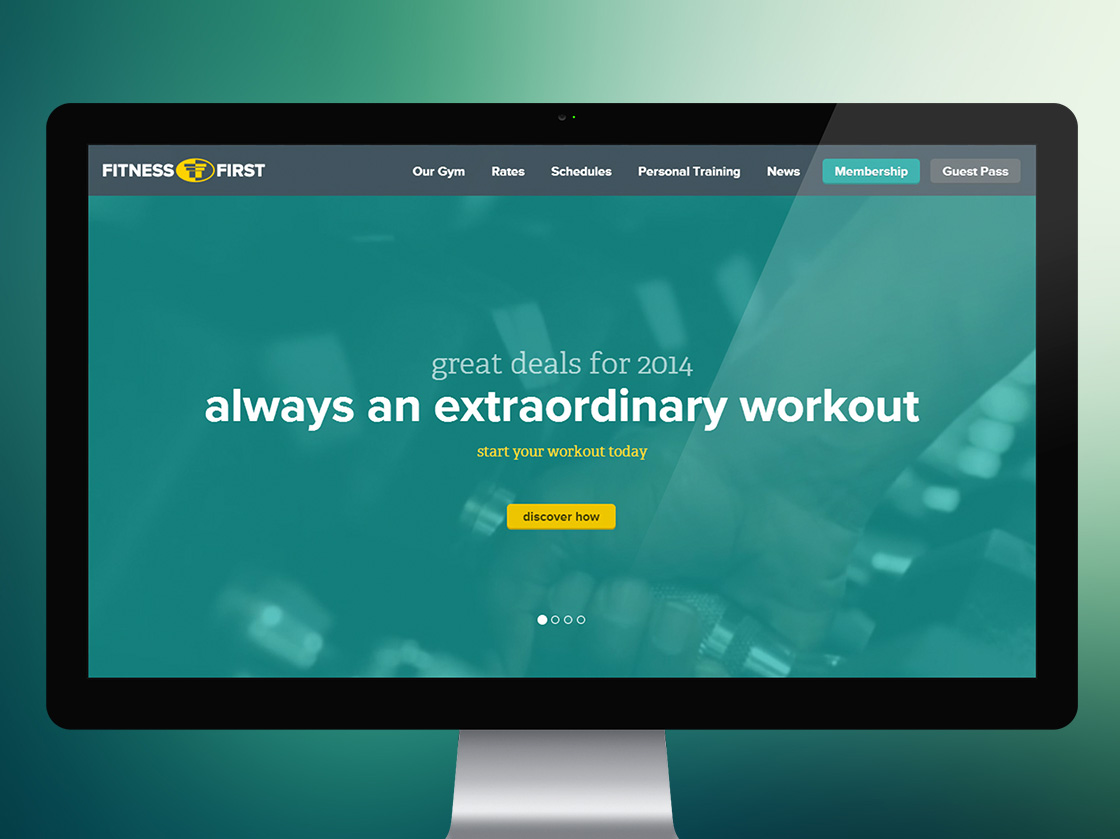 FITNESS FIRST
Our Gym Rates Schedules Personal Training News Membership Guest Pass
great deals for 2014
always an extraordinary workout
start your workout today
discover how